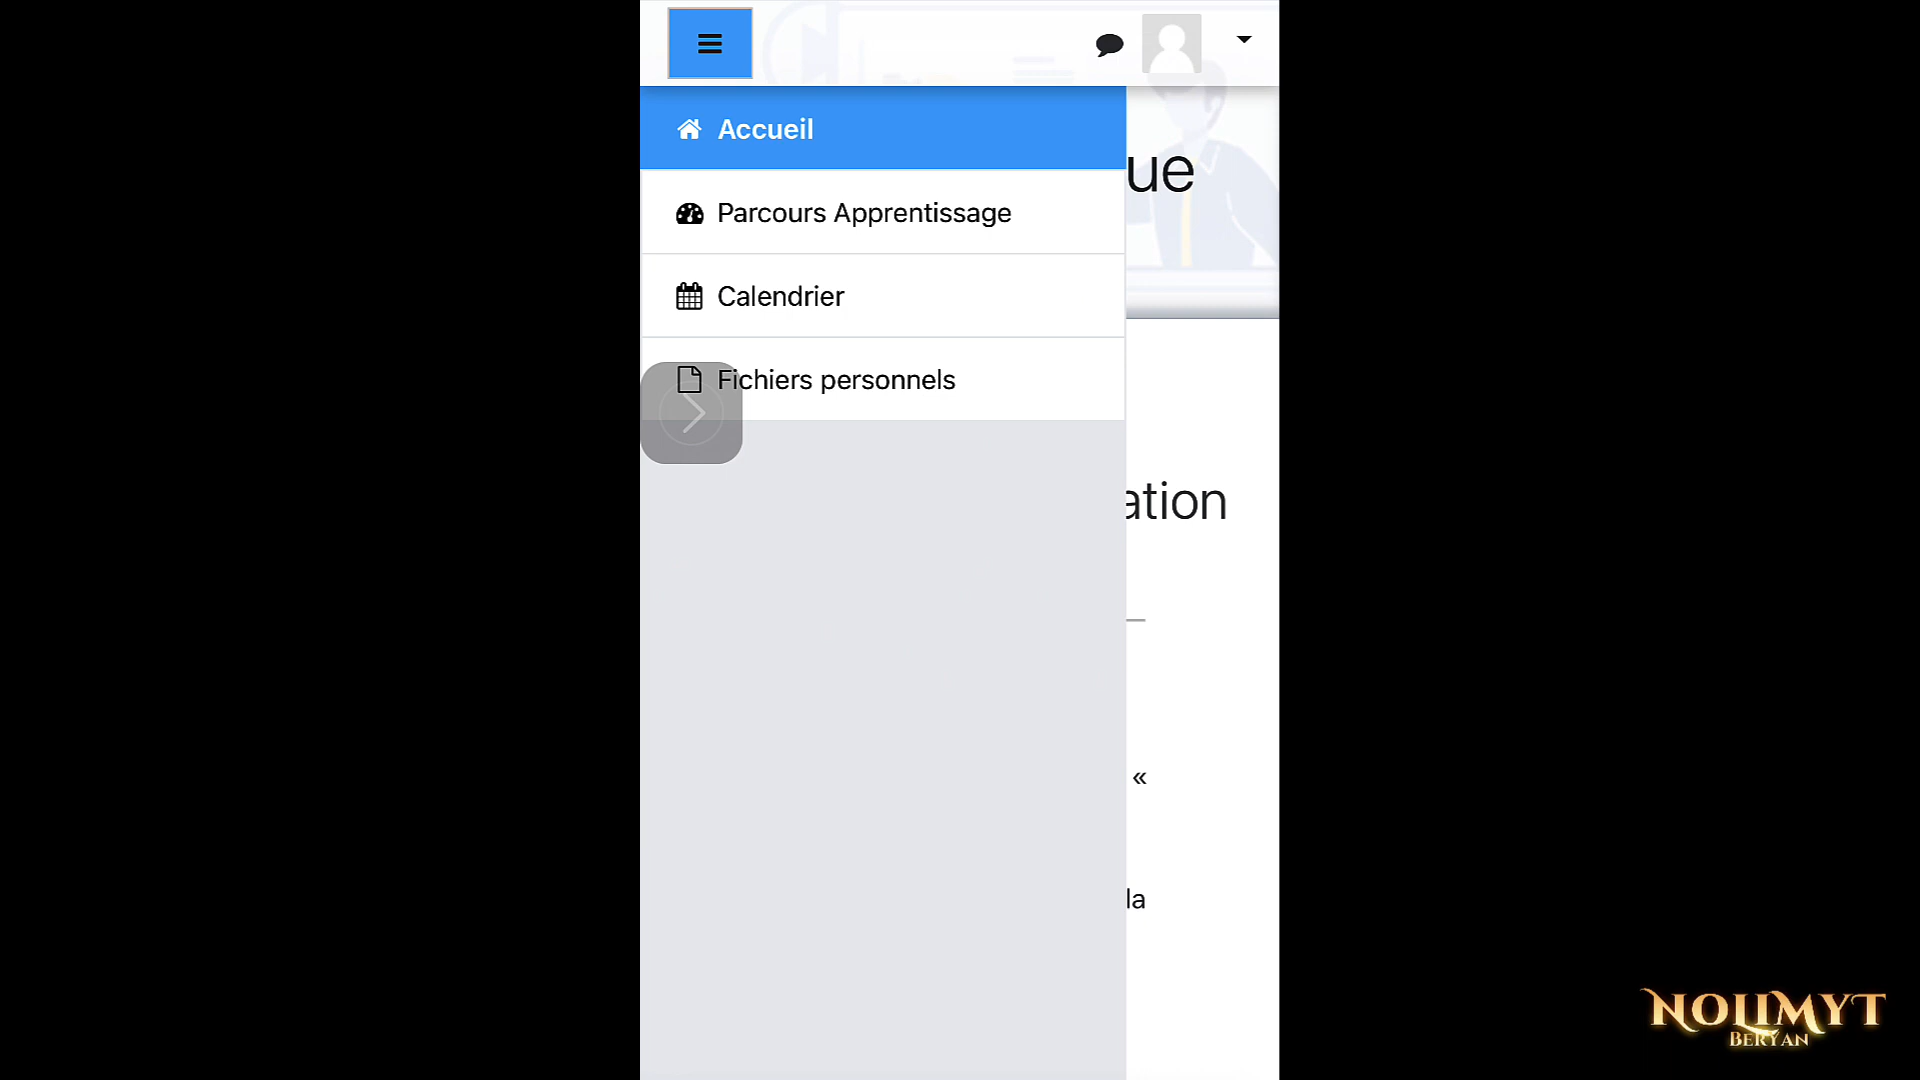 Accueil
ue
Parcours Apprentissage
Calendrier
Fichiers personnels
ation
«
la
NOLIMYT
BERYAN